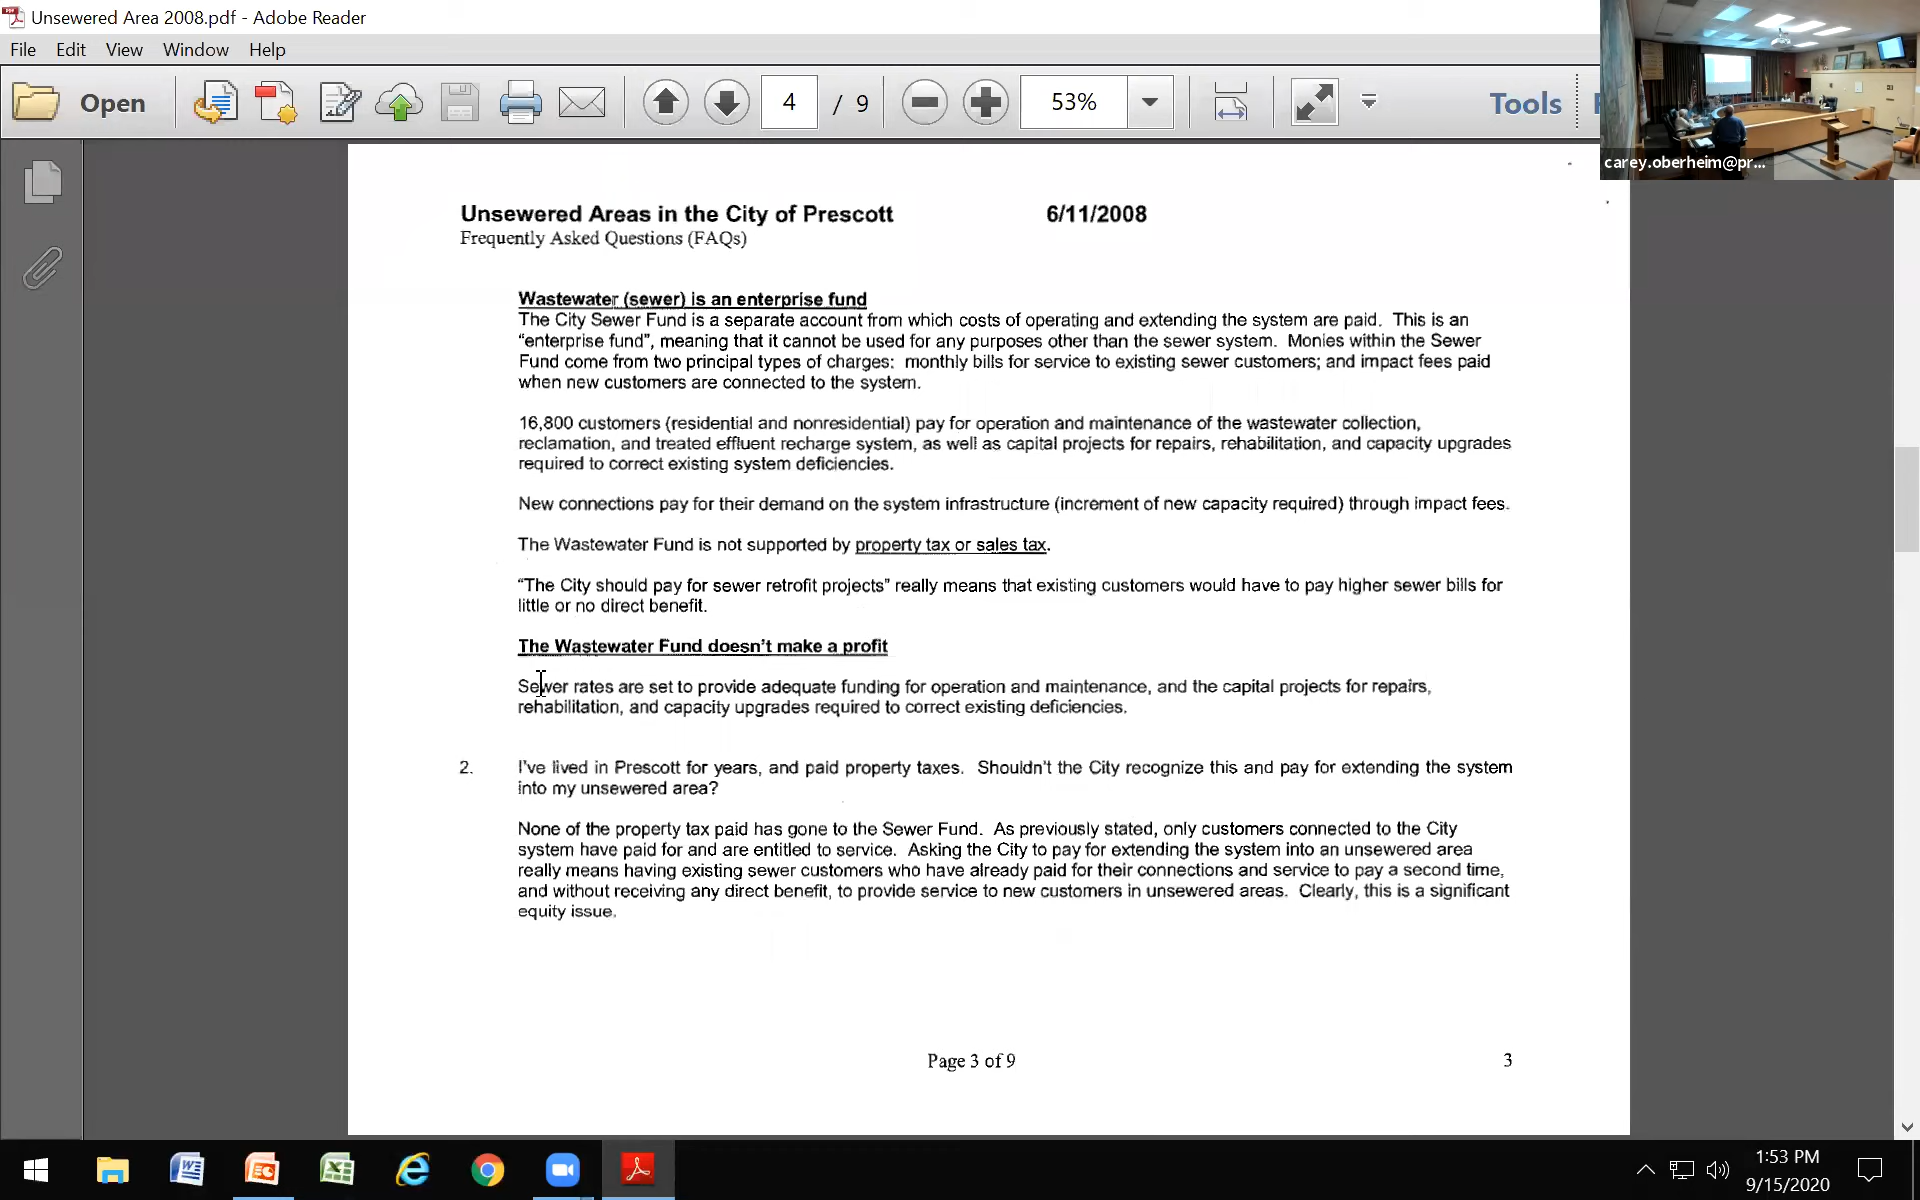 Unsewered Area 2008.pdf - Adobe Reader
File Edit View Window Help
Open
4 / 9
53%
Tools
carey.oberheim@pr...
Unsewered Areas in the City of Prescott 6/11/2008
Frequently Asked Questions (FAQs)
Wastewater (sewer) is an enterprise fund
The City Sewer Fund is a separate account from which costs of operating and extending the system are paid. This is an
“enterprise fund”, meaning that it cannot be used for any purposes other than the sewer system. Monies within the Sewer
Fund come from two principal types of charges: monthly bills for service to existing sewer customers; and impact fees paid
when new customers are connected to the system.
16,800 customers (residential and nonresidential) pay for operation and maintenance of the wastewater collection,
reclamation, and treated effluent recharge system, as well as capital projects for repairs, rehabilitation, and capacity upgrades
required to correct existing system deficiencies.
New connections pay for their demand on the system infrastructure (increment of new capacity required) through impact fees.
The Wastewater Fund is not supported by property tax or sales tax.
“The City should pay for sewer retrofit projects” really means that existing customers would have to pay higher sewer bills for
little or no direct benefit.
The Wastewater Fund doesn’t make a profit
Sewer rates are set to provide adequate funding for operation and maintenance, and the capital projects for repairs,
rehabilitation, and capacity upgrades required to correct existing deficiencies.
2. I’ve lived in Prescott for years, and paid property taxes. Shouldn’t the City recognize this and pay for extending the system
into my unsewered area?
None of the property tax paid has gone to the Sewer Fund. As previously stated, only customers connected to the City
system have paid for and are entitled to service. Asking the City to pay for extending the system into an unsewered area
really means having existing sewer customers who have already paid for their connections and service to pay a second time,
and without receiving any direct benefit, to provide service to new customers in unsewered areas. Clearly, this is a significant
equity issue.
Page 3 of 9 3
1:53 PM
9/15/2020